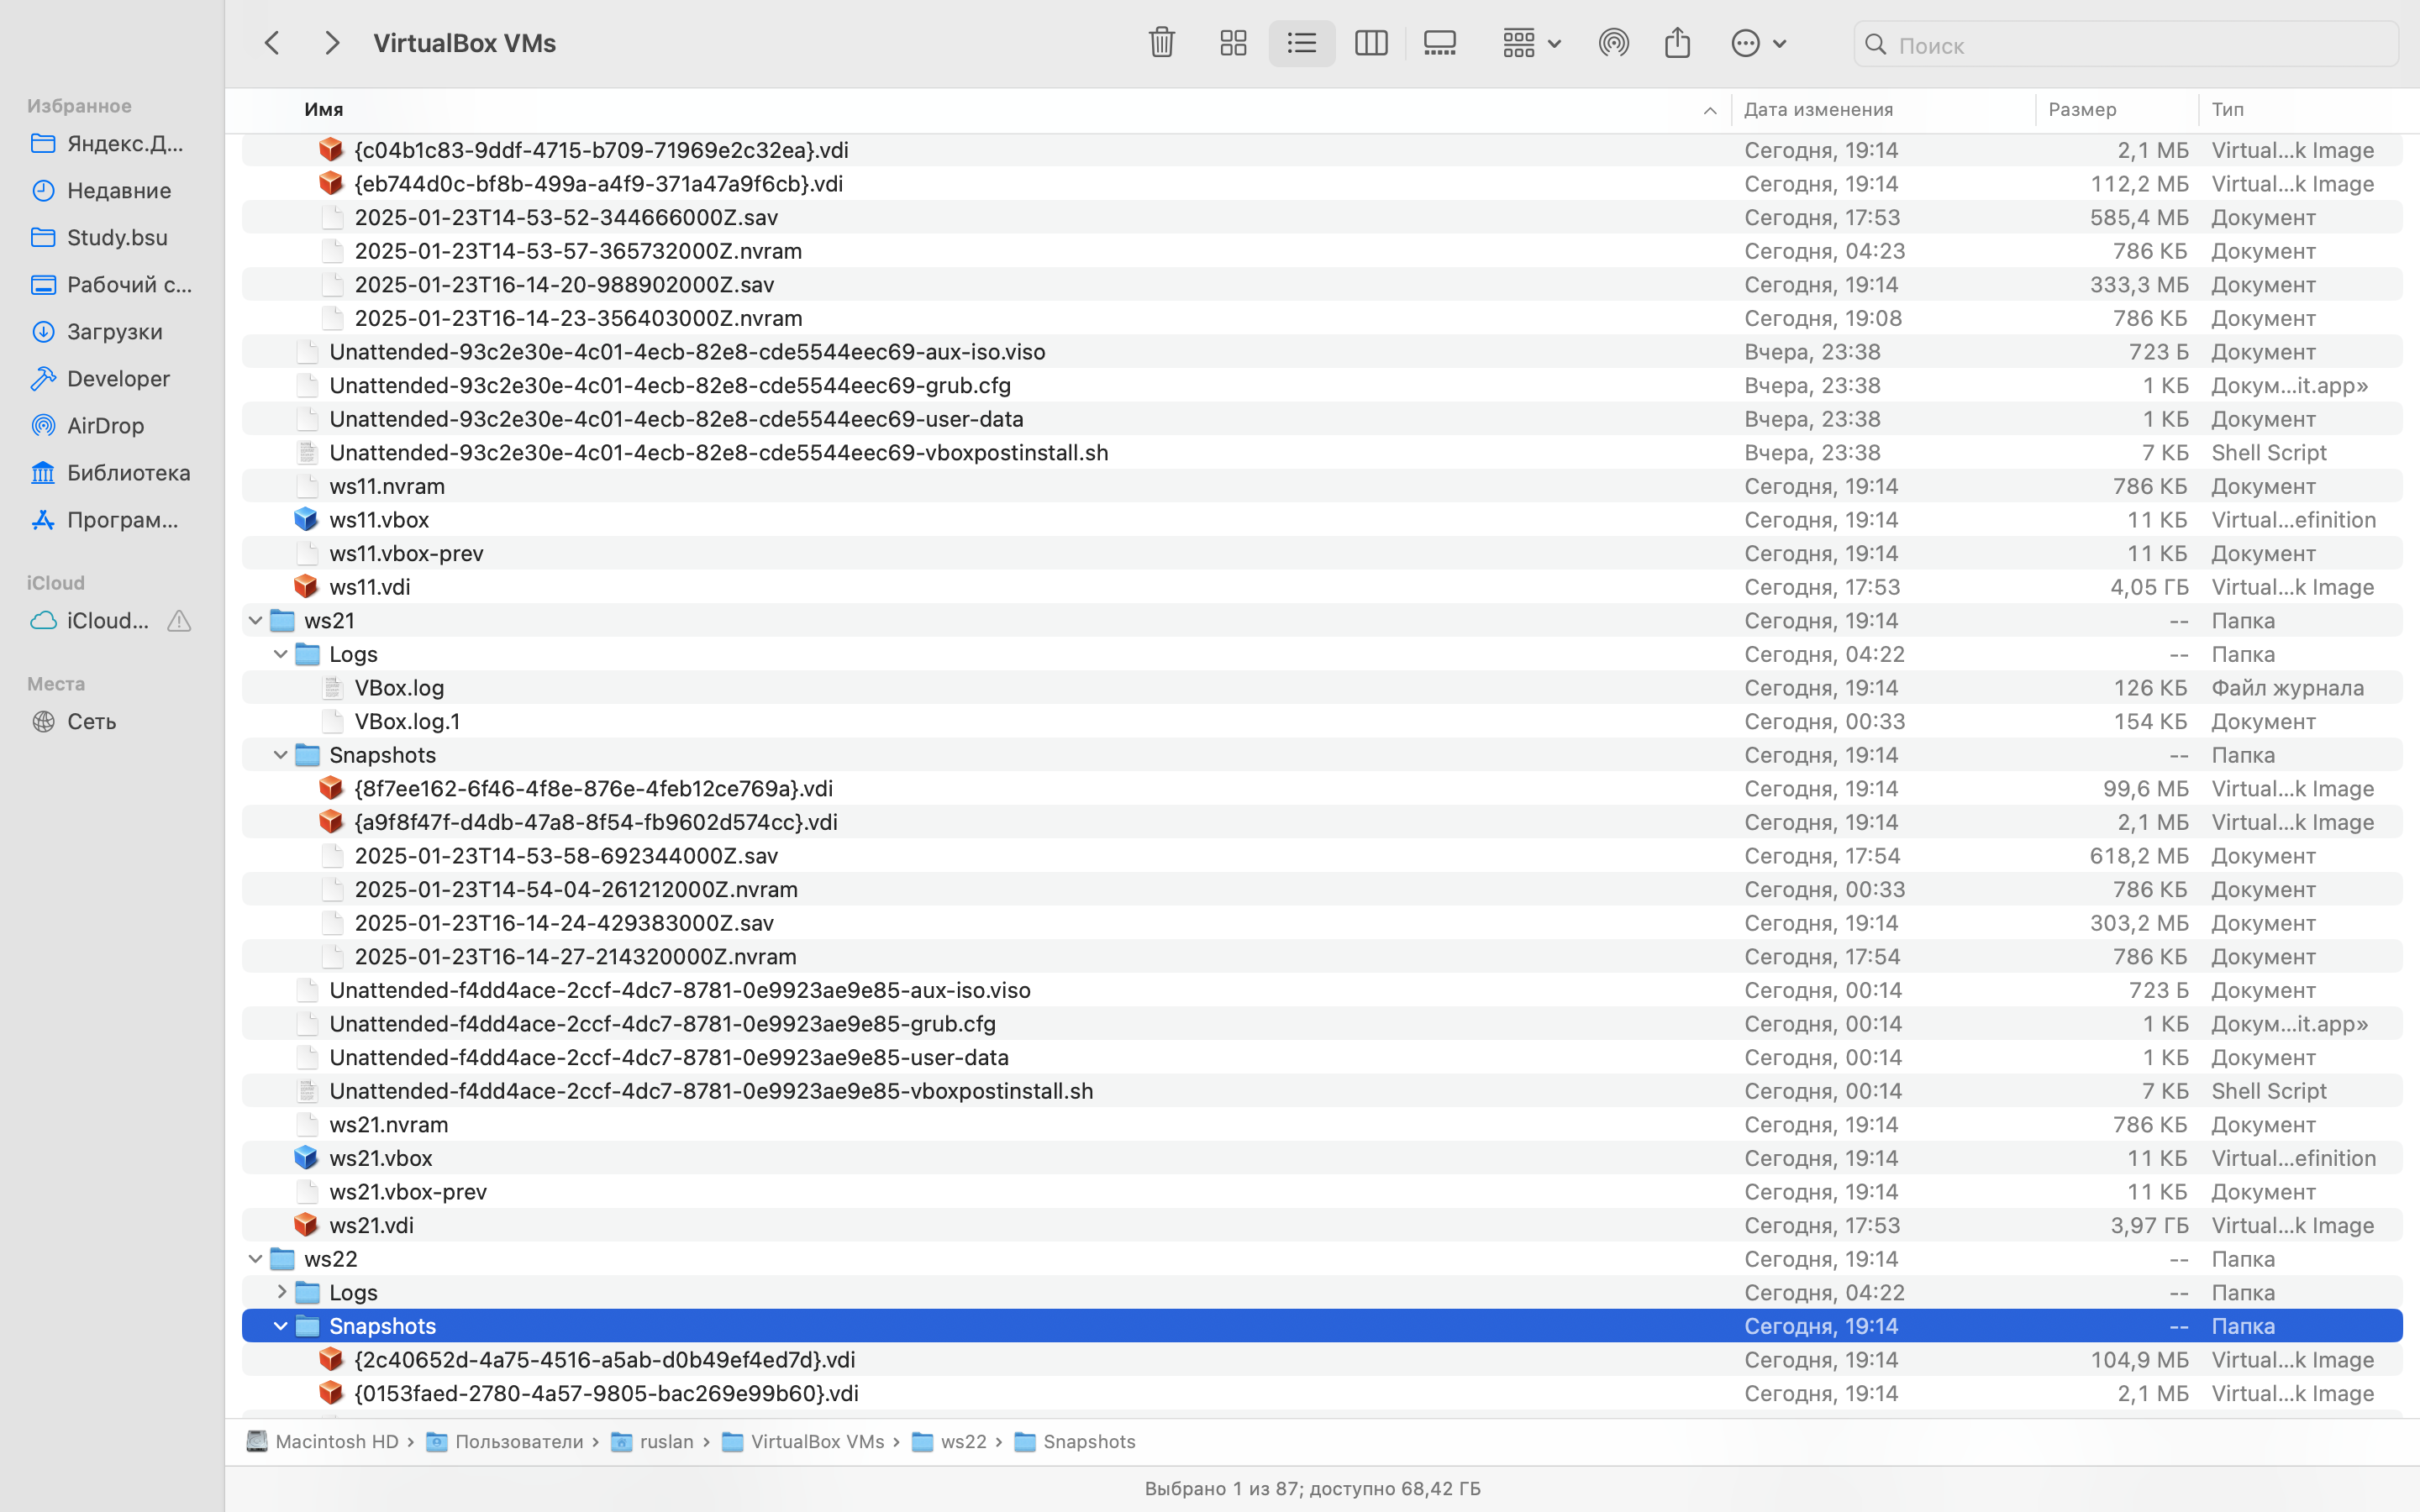 VirtualBox VMs
Поиск
Избранное
Яндекс.Д...
Недавние
Study.bsu
Рабочий с...
Загрузки
Developer
AirDrop
Библиотека
Програм...
iCloud
iCloud...
Места
Сеть
Имя Дата изменения Размер Тип
{c04b1c83-9ddf-4715-b709-71969e2c32ea}.vdi Сегодня, 19:14 2,1 МБ Virtual...k Image
{eb744d0c-bf8b-499a-a4f9-371a47a9f6cb}.vdi Сегодня, 19:14 112,2 МБ Virtual...k Image
2025-01-23T14-53-52-344666000Z.sav Сегодня, 17:53 585,4 МБ Документ
2025-01-23T14-53-57-365732000Z.nvram Сегодня, 04:23 786 КБ Документ
2025-01-23T16-14-20-988902000Z.sav Сегодня, 19:14 333,3 МБ Документ
2025-01-23T16-14-23-356403000Z.nvram Сегодня, 19:08 786 КБ Документ
Unattended-93c2e30e-4c01-4ecb-82e8-cde5544eec69-aux-iso.viso Вчера, 23:38 723 Б Документ
Unattended-93c2e30e-4c01-4ecb-82e8-cde5544eec69-grub.cfg Вчера, 23:38 1 КБ Докум...it.app»
Unattended-93c2e30e-4c01-4ecb-82e8-cde5544eec69-user-data Вчера, 23:38 1 КБ Документ
Unattended-93c2e30e-4c01-4ecb-82e8-cde5544eec69-vboxpostinstall.sh Вчера, 23:38 7 КБ Shell Script
ws11.nvram Сегодня, 19:14 786 КБ Документ
ws11.vbox Сегодня, 19:14 11 КБ Virtual...efinition
ws11.vbox-prev Сегодня, 19:14 11 КБ Документ
ws11.vdi Сегодня, 17:53 4,05 ГБ Virtual...k Image
ws21 Сегодня, 19:14 -- Папка
Logs Сегодня, 04:22 -- Папка
VBox.log Сегодня, 19:14 126 КБ Файл журнала
VBox.log.1 Сегодня, 00:33 154 КБ Документ
Snapshots Сегодня, 19:14 -- Папка
{8f7ee162-6f46-4f8e-876e-4feb12ce769a}.vdi Сегодня, 19:14 99,6 МБ Virtual...k Image
{a9f8f47f-d4db-47a8-8f54-fb9602d574cc}.vdi Сегодня, 19:14 2,1 МБ Virtual...k Image
2025-01-23T14-53-58-692344000Z.sav Сегодня, 17:54 618,2 МБ Документ
2025-01-23T14-54-04-261212000Z.nvram Сегодня, 00:33 786 КБ Документ
2025-01-23T16-14-24-429383000Z.sav Сегодня, 19:14 303,2 МБ Документ
2025-01-23T16-14-27-214320000Z.nvram Сегодня, 17:54 786 КБ Документ
Unattended-f4dd4ace-2ccf-4dc7-8781-0e9923ae9e85-aux-iso.viso Сегодня, 00:14 723 Б Документ
Unattended-f4dd4ace-2ccf-4dc7-8781-0e9923ae9e85-grub.cfg Сегодня, 00:14 1 КБ Докум...it.app»
Unattended-f4dd4ace-2ccf-4dc7-8781-0e9923ae9e85-user-data Сегодня, 00:14 1 КБ Документ
Unattended-f4dd4ace-2ccf-4dc7-8781-0e9923ae9e85-vboxpostinstall.sh Сегодня, 00:14 7 КБ Shell Script
ws21.nvram Сегодня, 19:14 786 КБ Документ
ws21.vbox Сегодня, 19:14 11 КБ Virtual...efinition
ws21.vbox-prev Сегодня, 19:14 11 КБ Документ
ws21.vdi Сегодня, 17:53 3,97 ГБ Virtual...k Image
ws22 Сегодня, 19:14 -- Папка
Logs Сегодня, 04:22 -- Папка
Snapshots Сегодня, 19:14 -- Папка
{2c40652d-4a75-4516-a5ab-d0b49ef4ed7d}.vdi Сегодня, 19:14 104,9 МБ Virtual...k Image
{0153faed-2780-4a57-9805-bac269e99b60}.vdi Сегодня, 19:14 2,1 МБ Virtual...k Image
Macintosh HD › Пользователи › ruslan › VirtualBox VMs › ws22 › Snapshots
Выбрано 1 из 87; доступно 68,42 ГБ